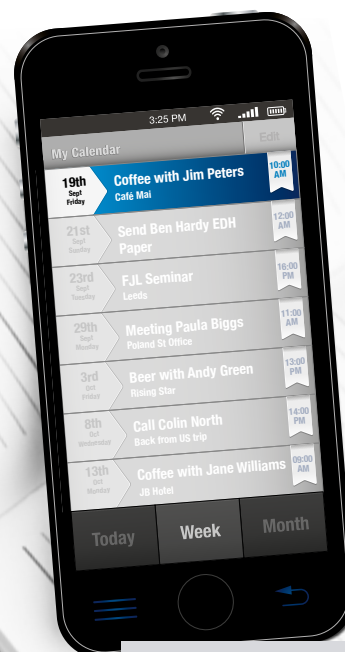 3:25 PM
My Calendar
Edit
19th
Sept
Friday
Coffee with Jim Peters
Café Mai
10:00
AM
21st
Sept
Sunday
Send Ben Hardy EDH
Paper
12:00
AM
23rd
Sept
Tuesday
FJL Seminar
Leeds
16:00
PM
29th
Sept
Monday
Meeting Paula Biggs
Poland St Office
11:00
AM
3rd
Oct
Friday
Beer with Andy Green
Rising Star
13:00
PM
8th
Oct
Wednesday
Call Colin North
Back from US trip
14:00
PM
13th
Oct
Monday
Coffee with Jane Williams
JB Hotel
09:00
AM
Today
Week
Month